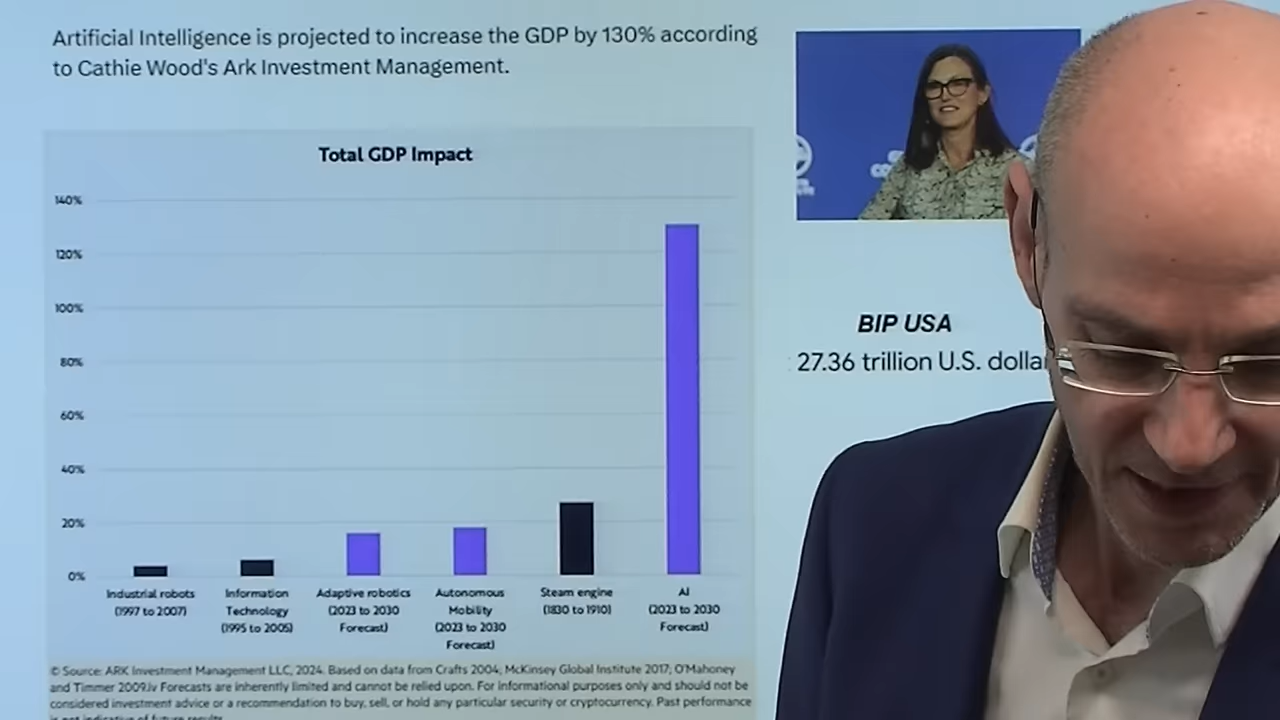 Artificial Intelligence is projected to increase the GDP by 130% according
to Cathie Wood's Ark Investment Management.
Total GDP Impact
140%
120%
100%
80%
60%
40%
20%
0%
Industrial robots
(1997 to 2007)
Information
Technology
(1995 to 2005)
Adaptive robotics
(2023 to 2030
Forecast)
Autonomous
Mobility
(2023 to 2030
Forecast)
Steam engine
(1830 to 1910)
AI
(2023 to 2030
Forecast)
© Source: ARK Investment Management LLC, 2024. Based on data from Crafts 2004; McKinsey Global Institute 2017; O'Mahoney
and Timmer 2009.iv Forecasts are inherently limited and cannot be relied upon. For informational purposes only and should not be
considered investment advice or a recommendation to buy, sell, or hold any particular security or cryptocurrency. Past performance
is not indicative of future results.
BIP USA
27.36 trillion U.S. dolla